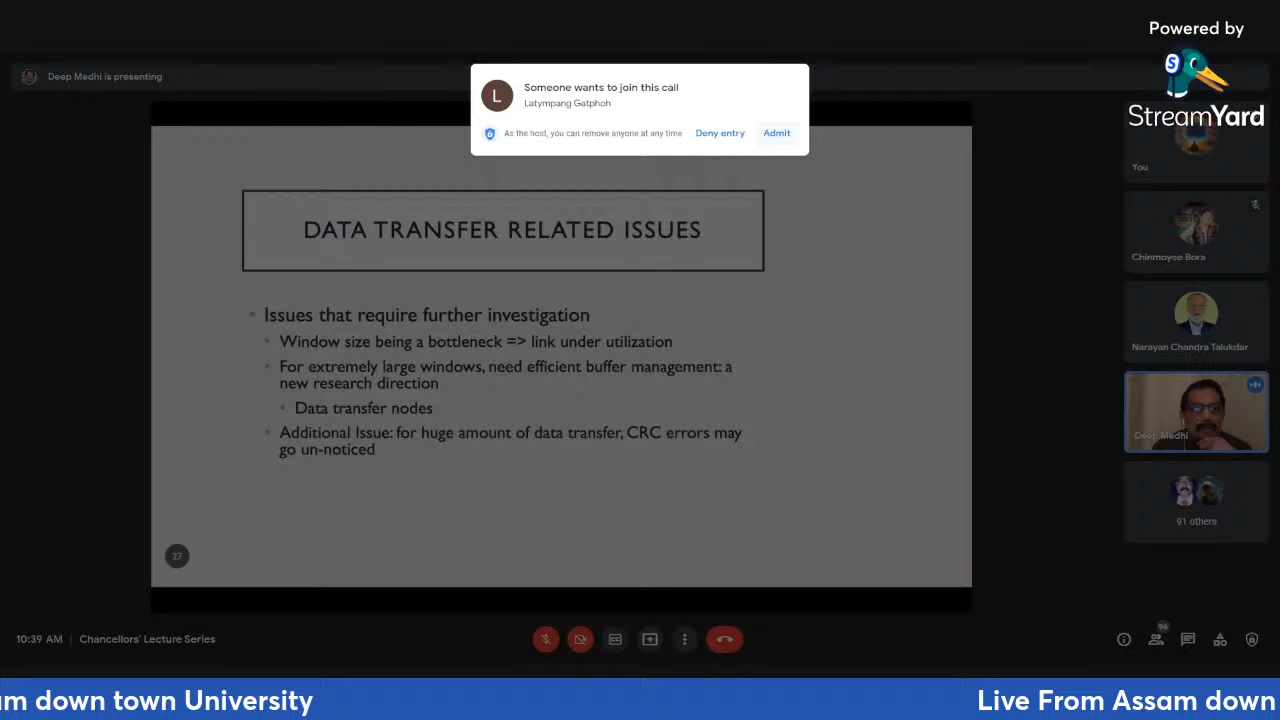 Powered by
StreamYard
Deep Medhi is presenting
Someone wants to join this call
L
Latympang Gatphoh
As the host, you can remove anyone at any time
Deny entry
Admit
You
DATA TRANSFER RELATED ISSUES
Chinmoyee Bora
Issues that require further investigation
Window size being a bottleneck => link under utilization
For extremely large windows, need efficient buffer management: a
new research direction
Data transfer nodes
Additional Issue: for huge amount of data transfer, CRC errors may
go un-noticed
27
Narayan Chandra Talukdar
Deep Medhi
91 others
10:39 AM | Chancellors' Lecture Series
96
am down town University
Live From Assam down